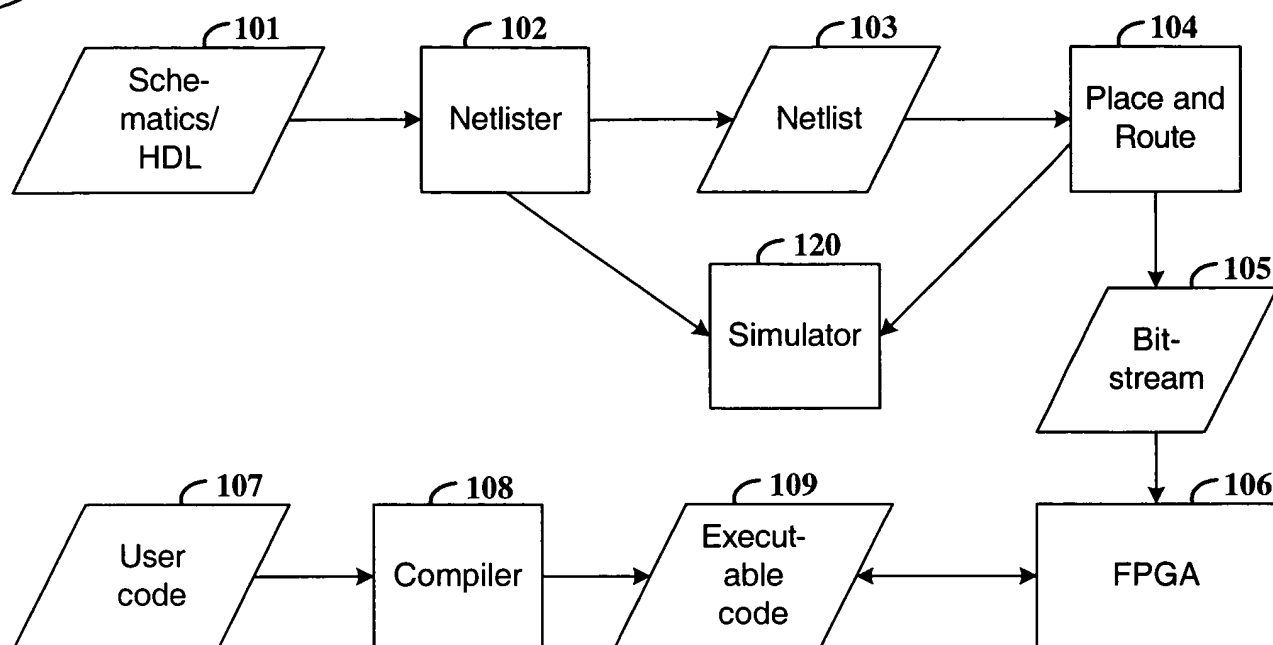 101
102
103
104
Sche-
matics/
HDL
Netlister
Netlist
Place and
Route
120
Simulator
105
Bit-
stream
107
108
109
106
User
code
Compiler
Execut-
able
code
FPGA